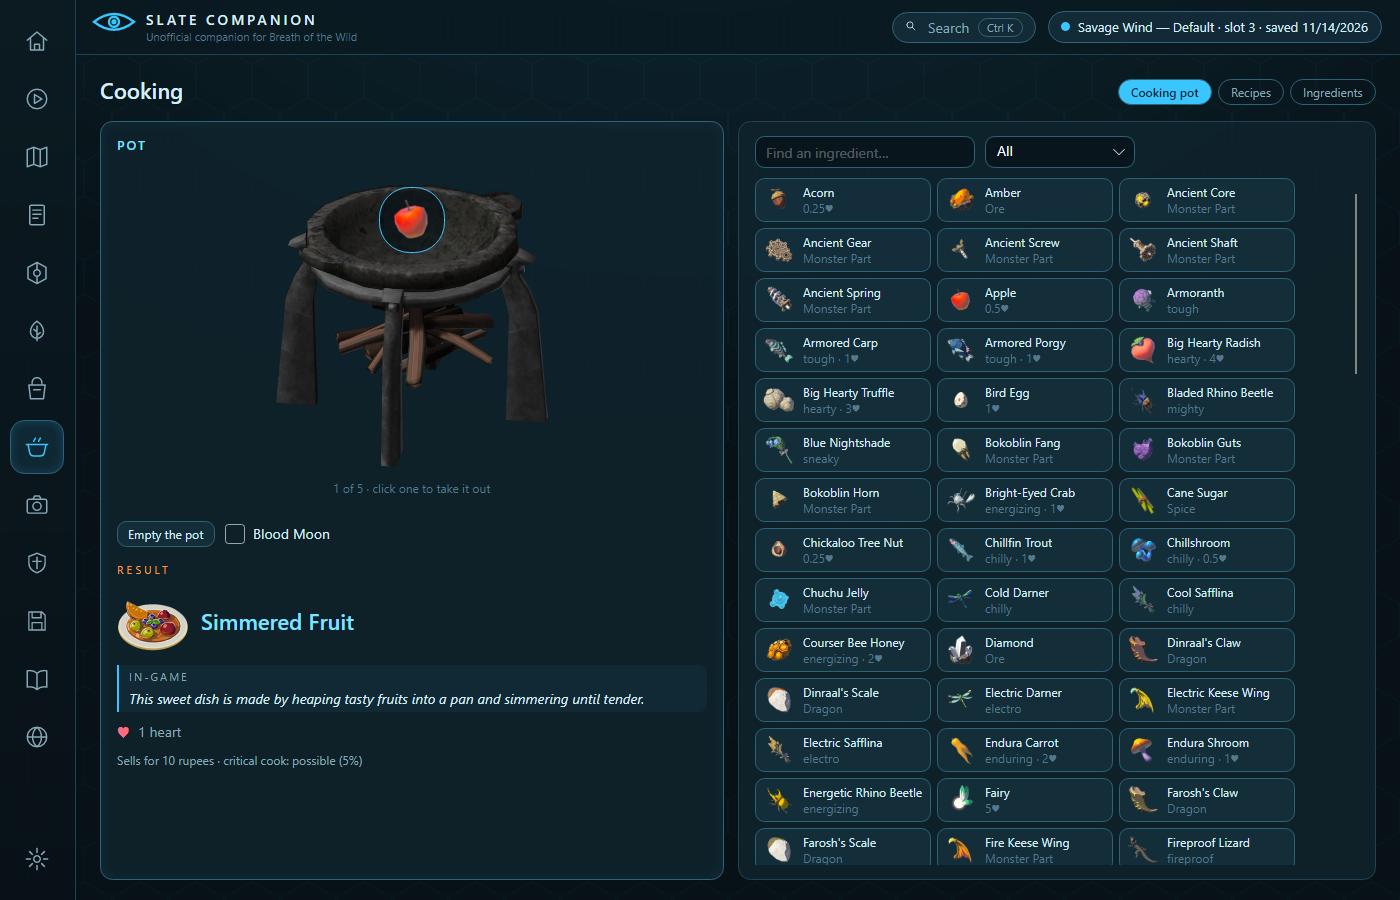 SLATE COMPANION
Unofficial companion for Breath of the Wild
Search Ctrl K
Savage Wind — Default · slot 3 · saved 11/14/2026
Cooking
Cooking pot
Recipes
Ingredients
POT
1 of 5 · click one to take it out
Empty the pot
Blood Moon
RESULT
Simmered Fruit
IN-GAME
This sweet dish is made by heaping tasty fruits into a pan and simmering until tender.
♥ 1 heart
Sells for 10 rupees · critical cook: possible (5%)
Find an ingredient...
All
Acorn
0.25♥
Amber
Ore
Ancient Core
Monster Part
Ancient Gear
Monster Part
Ancient Screw
Monster Part
Ancient Shaft
Monster Part
Ancient Spring
Monster Part
Apple
0.5♥
Armoranth
tough
Armored Carp
tough · 1♥
Armored Porgy
tough · 1♥
Big Hearty Radish
hearty · 4♥
Big Hearty Truffle
hearty · 3♥
Bird Egg
1♥
Bladed Rhino Beetle
mighty
Blue Nightshade
sneaky
Bokoblin Fang
Monster Part
Bokoblin Guts
Monster Part
Bokoblin Horn
Monster Part
Bright-Eyed Crab
energizing · 1♥
Cane Sugar
Spice
Chickaloo Tree Nut
0.25♥
Chillfin Trout
chilly · 1♥
Chillshroom
chilly · 0.5♥
Chuchu Jelly
Monster Part
Cold Darner
chilly
Cool Safflina
chilly
Courser Bee Honey
energizing · 2♥
Diamond
Ore
Dinraal's Claw
Dragon
Dinraal's Scale
Dragon
Electric Darner
electro
Electric Keese Wing
Monster Part
Electric Safflina
electro
Endura Carrot
enduring · 2♥
Endura Shroom
enduring · 1♥
Energetic Rhino Beetle
energizing
Fairy
5♥
Farosh's Claw
Dragon
Farosh's Scale
Dragon
Fire Keese Wing
Monster Part
Fireproof Lizard
fireproof